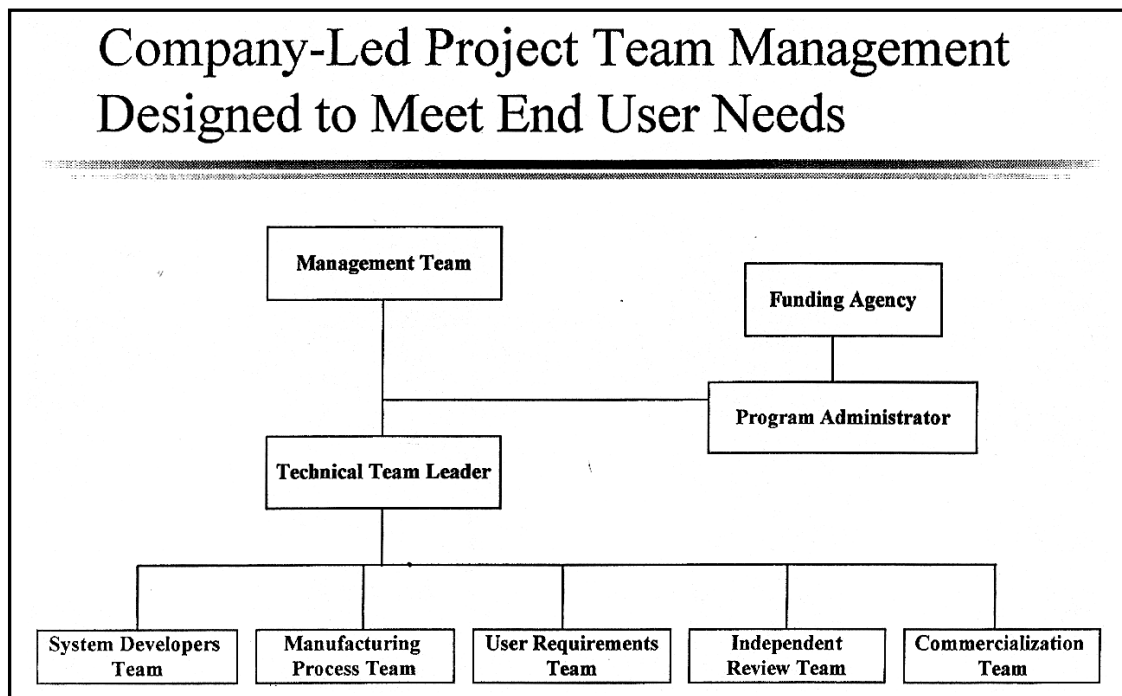 Company-Led Project Team Management
Designed to Meet End User Needs
Management Team
Funding Agency
Program Administrator
Technical Team Leader
System Developers
Team
Manufacturing
Process Team
User Requirements
Team
Independent
Review Team
Commercialization
Team